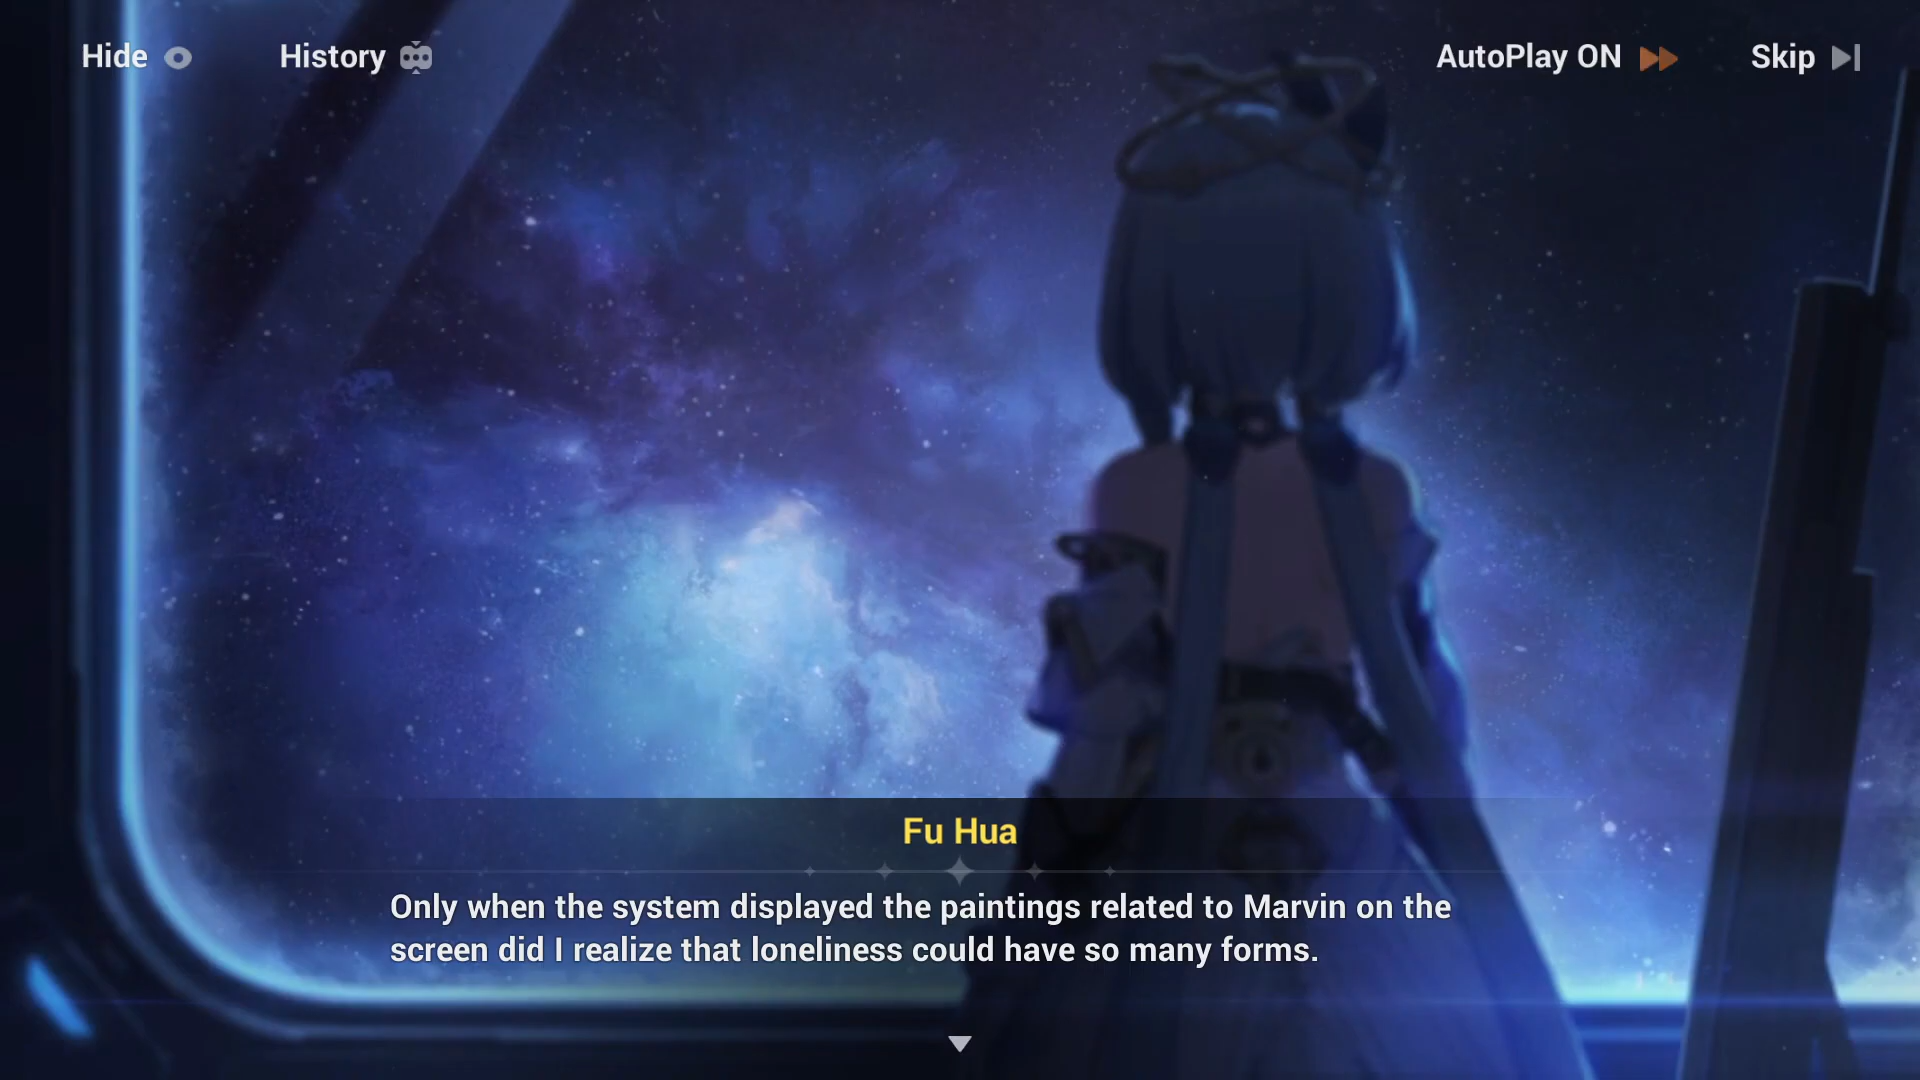 Hide
History
AutoPlay ON
Skip
Fu Hua
Only when the system displayed the paintings related to Marvin on the
screen did I realize that loneliness could have so many forms.